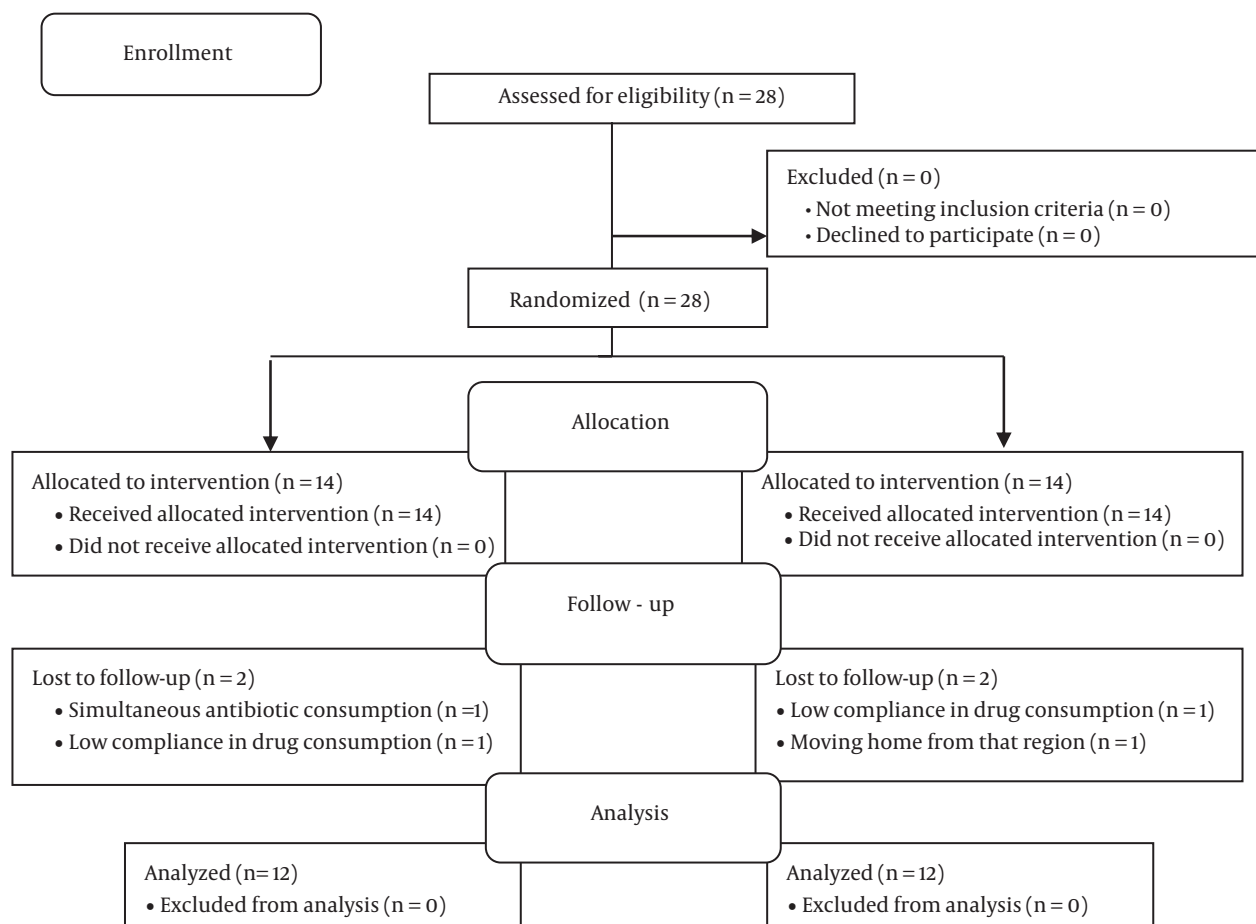 Enrollment
Assessed for eligibility (n = 28)
Excluded (n = 0)
• Not meeting inclusion criteria (n = 0)
• Declined to participate (n = 0)
Randomized (n = 28)
Allocation
Allocated to intervention (n = 14)
• Received allocated intervention (n = 14)
• Did not receive allocated intervention (n = 0)
Allocated to intervention (n = 14)
• Received allocated intervention (n = 14)
• Did not receive allocated intervention (n = 0)
Follow - up
Lost to follow-up (n = 2)
• Simultaneous antibiotic consumption (n =1)
• Low compliance in drug consumption (n = 1)
Lost to follow-up (n = 2)
• Low compliance in drug consumption (n = 1)
• Moving home from that region (n = 1)
Analysis
Analyzed (n= 12)
• Excluded from analysis (n = 0)
Analyzed (n = 12)
• Excluded from analysis (n = 0)